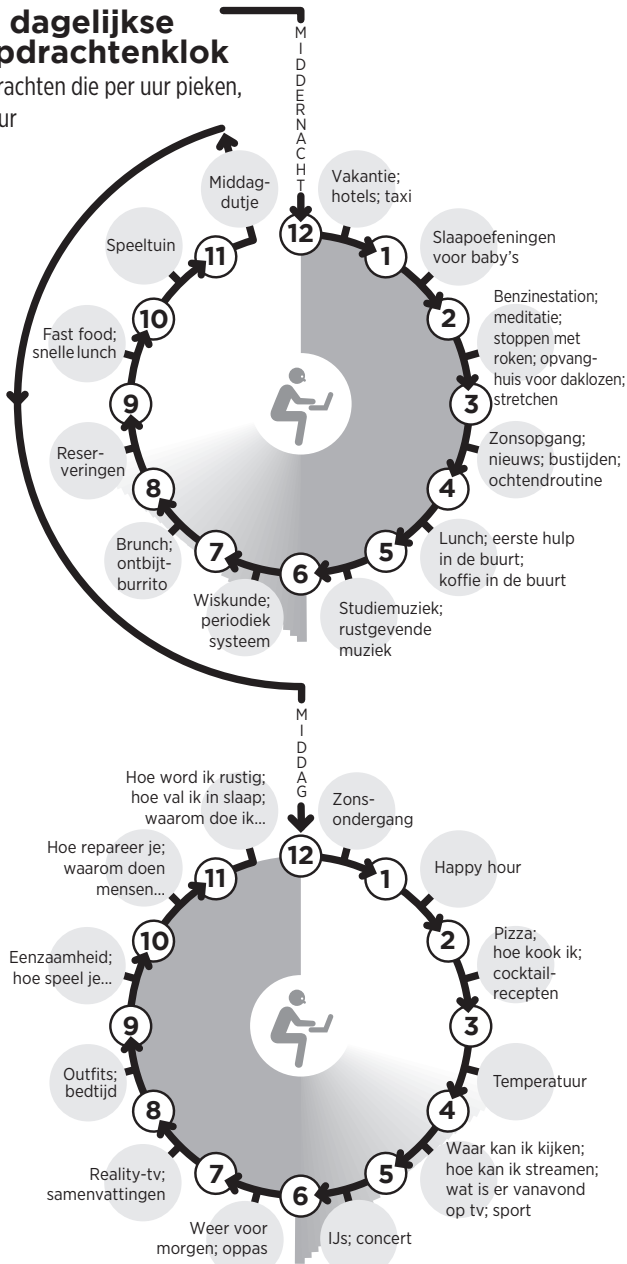 dagelijkse
pdrachtenklok
rachten die per uur pieken,
ur
MIDDERNACHT
12
Vakantie;
hotels; taxi
1
Slaapoefeningen
voor baby's
2
Benzinestation;
meditatie;
stoppen met
roken; opvang-
huis voor daklozen;
stretchen
3
Zonsopgang;
nieuws; bustijden;
ochtendroutine
4
Lunch; eerste hulp
in de buurt;
koffie in de buurt
5
Studiemuziek;
rustgevende
muziek
6
Wiskunde;
periodiek
systeem
7
Brunch;
ontbijt-
burrito
8
Reser-
veringen
9
Fast food;
snelle lunch
10
Speeltuin
11
Middag-
dutje
MIDDAG
12
Zons-
ondergang
1
Happy hour
2
Pizza;
hoe kook ik;
cocktail-
recepten
3
Temperatuur
4
Waar kan ik kijken;
hoe kan ik streamen;
wat is er vanavond
op tv; sport
5
IJs; concert
6
Weer voor
morgen; oppas
7
Reality-tv;
samenvattingen
8
Outfits;
bedtijd
9
Eenzaamheid;
hoe speel je...
10
Hoe repareer je;
waarom doen
mensen...
11
Hoe word ik rustig;
hoe val ik in slaap;
waarom doe ik...